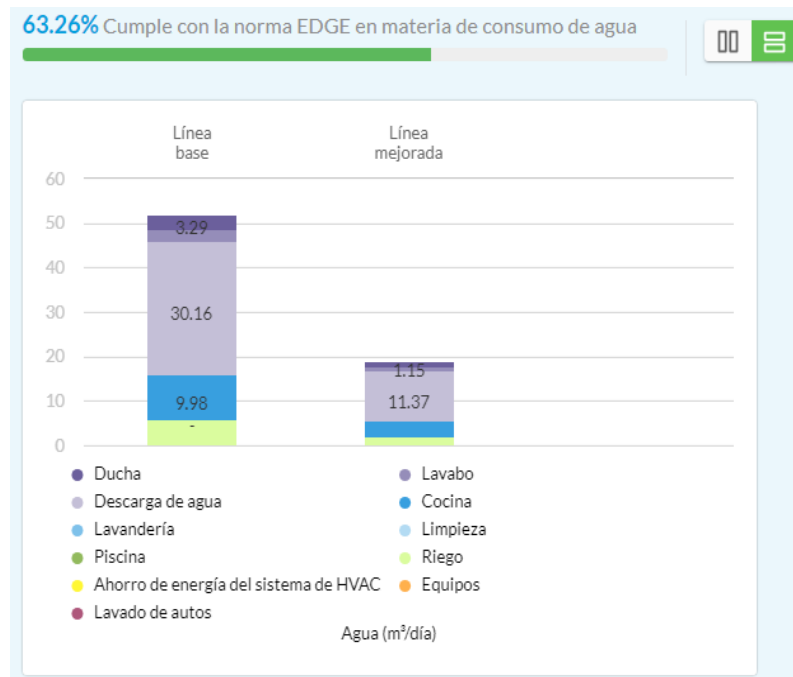 63.26% Cumple con la norma EDGE en materia de consumo de agua
Línea
base
Línea
mejorada
60
50
40
30
20
10
0
3.29
30.16
9.98
-
1.15
11.37
Ducha
Lavabo
Descarga de agua
Cocina
Lavandería
Limpieza
Piscina
Riego
Ahorro de energía del sistema de HVAC
Equipos
Lavado de autos
Agua (m³/día)